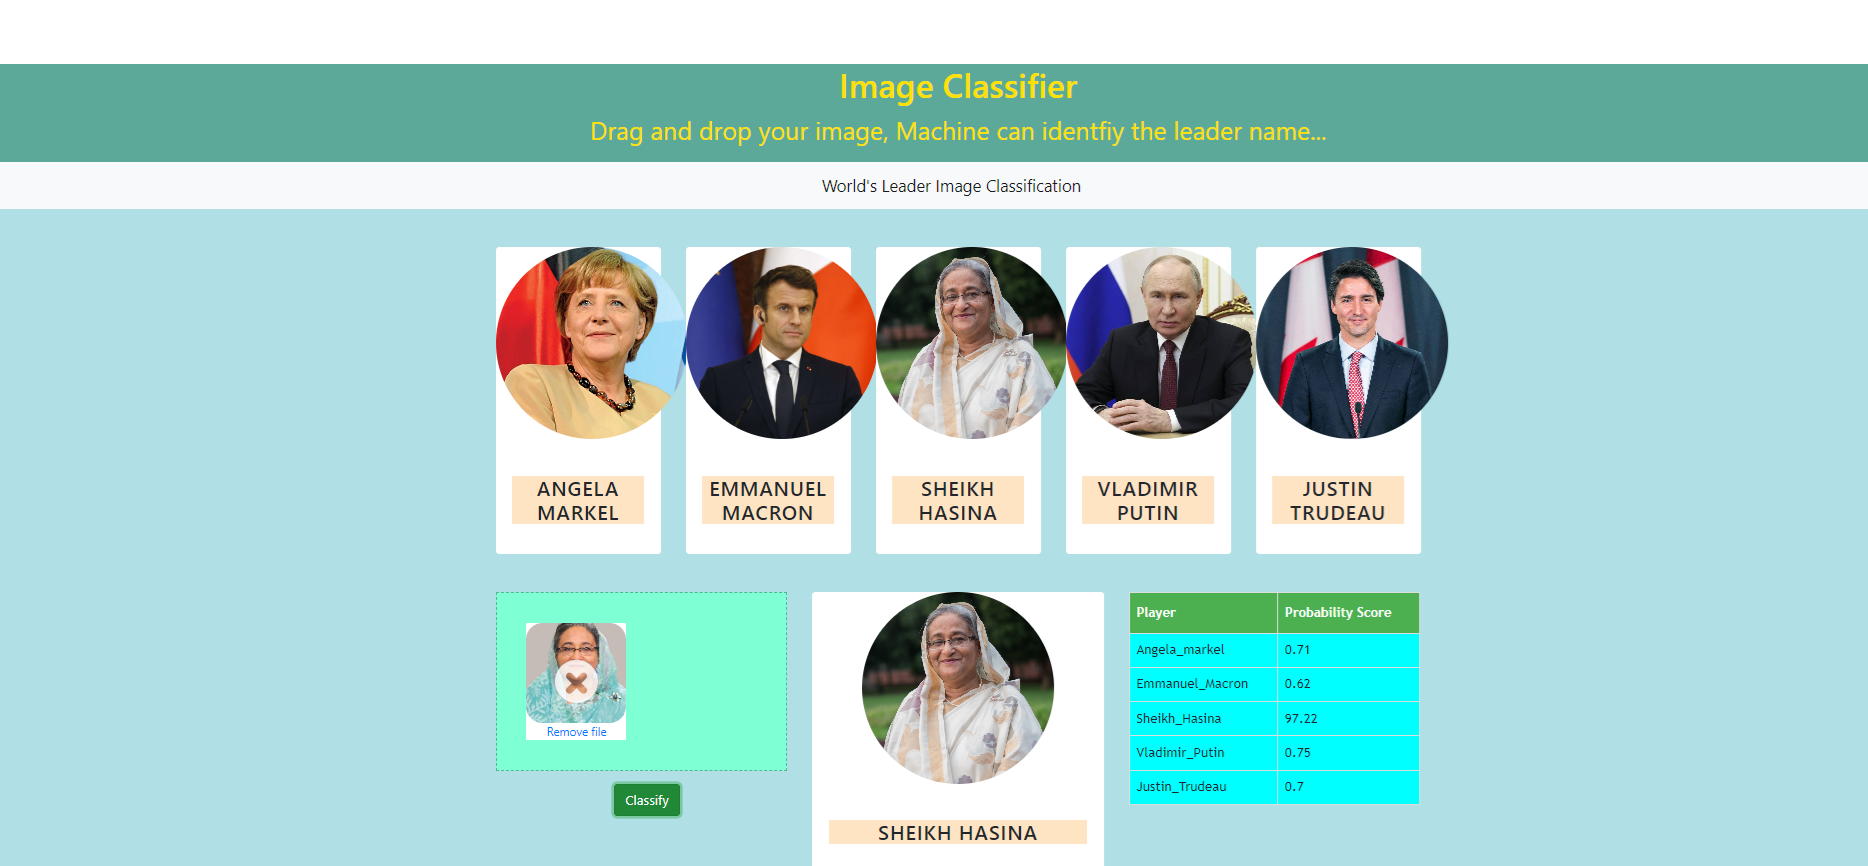 Image Classifier
Drag and drop your image, Machine can identfiy the leader name...
World's Leader Image Classification
ANGELA
MARKEL
EMMANUEL
MACRON
SHEIKH
HASINA
VLADIMIR
PUTIN
JUSTIN
TRUDEAU
Remove file
Classify
SHEIKH HASINA
Player Probability Score
Angela_markel 0.71
Emmanuel_Macron 0.62
Sheikh_Hasina 97.22
Vladimir_Putin 0.75
Justin_Trudeau 0.7